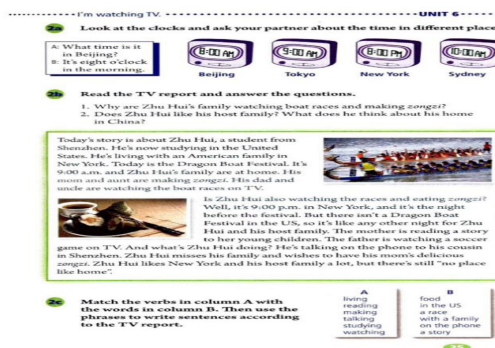 I'm watching TV.
UNIT 6
2a Look at the clocks and ask your partner about the time in different place
A: What time is it
in Beijing?
B: It's eight o'clock
in the morning.
8:00 AM
9:00 AM
8:00 PM
10:00 AM
Beijing
Tokyo
New York
Sydney
2b Read the TV report and answer the questions.
1. Why are Zhu Hui's family watching boat races and making zongzi?
2. Does Zhu Hui like his host family? What does he think about his home
in China?
Today's story is about Zhu Hui, a student from
Shenzhen. He's now studying in the United
States. He's living with an American family in
New York. Today is the Dragon Boat Festival. It's
9:00 a.m. and Zhu Hui's family are at home. His
mom and aunt are making zongzi. His dad and
uncle are watching the boat races on TV.
Is Zhu Hui also watching the races and eating zongzi?
Well, it's 9:00 p.m. in New York, and it's the night
before the festival. But there isn't a Dragon Boat
Festival in the US, so it's like any other night for Zhu
Hui and his host family. The mother is reading a story
to her young children. The father is watching a soccer
game on TV. And what's Zhu Hui doing? He's talking on the phone to his cousin
in Shenzhen. Zhu Hui misses his family and wishes to have his mom's delicious
zongzi. Zhu Hui likes New York and his host family a lot, but there's still "no place
like home".
2c Match the verbs in column A with
the words in column B. Then use the
phrases to write sentences according
to the TV report.
A
living
reading
making
talking
studying
watching
B
food
in the US
a race
with a family
on the phone
a story